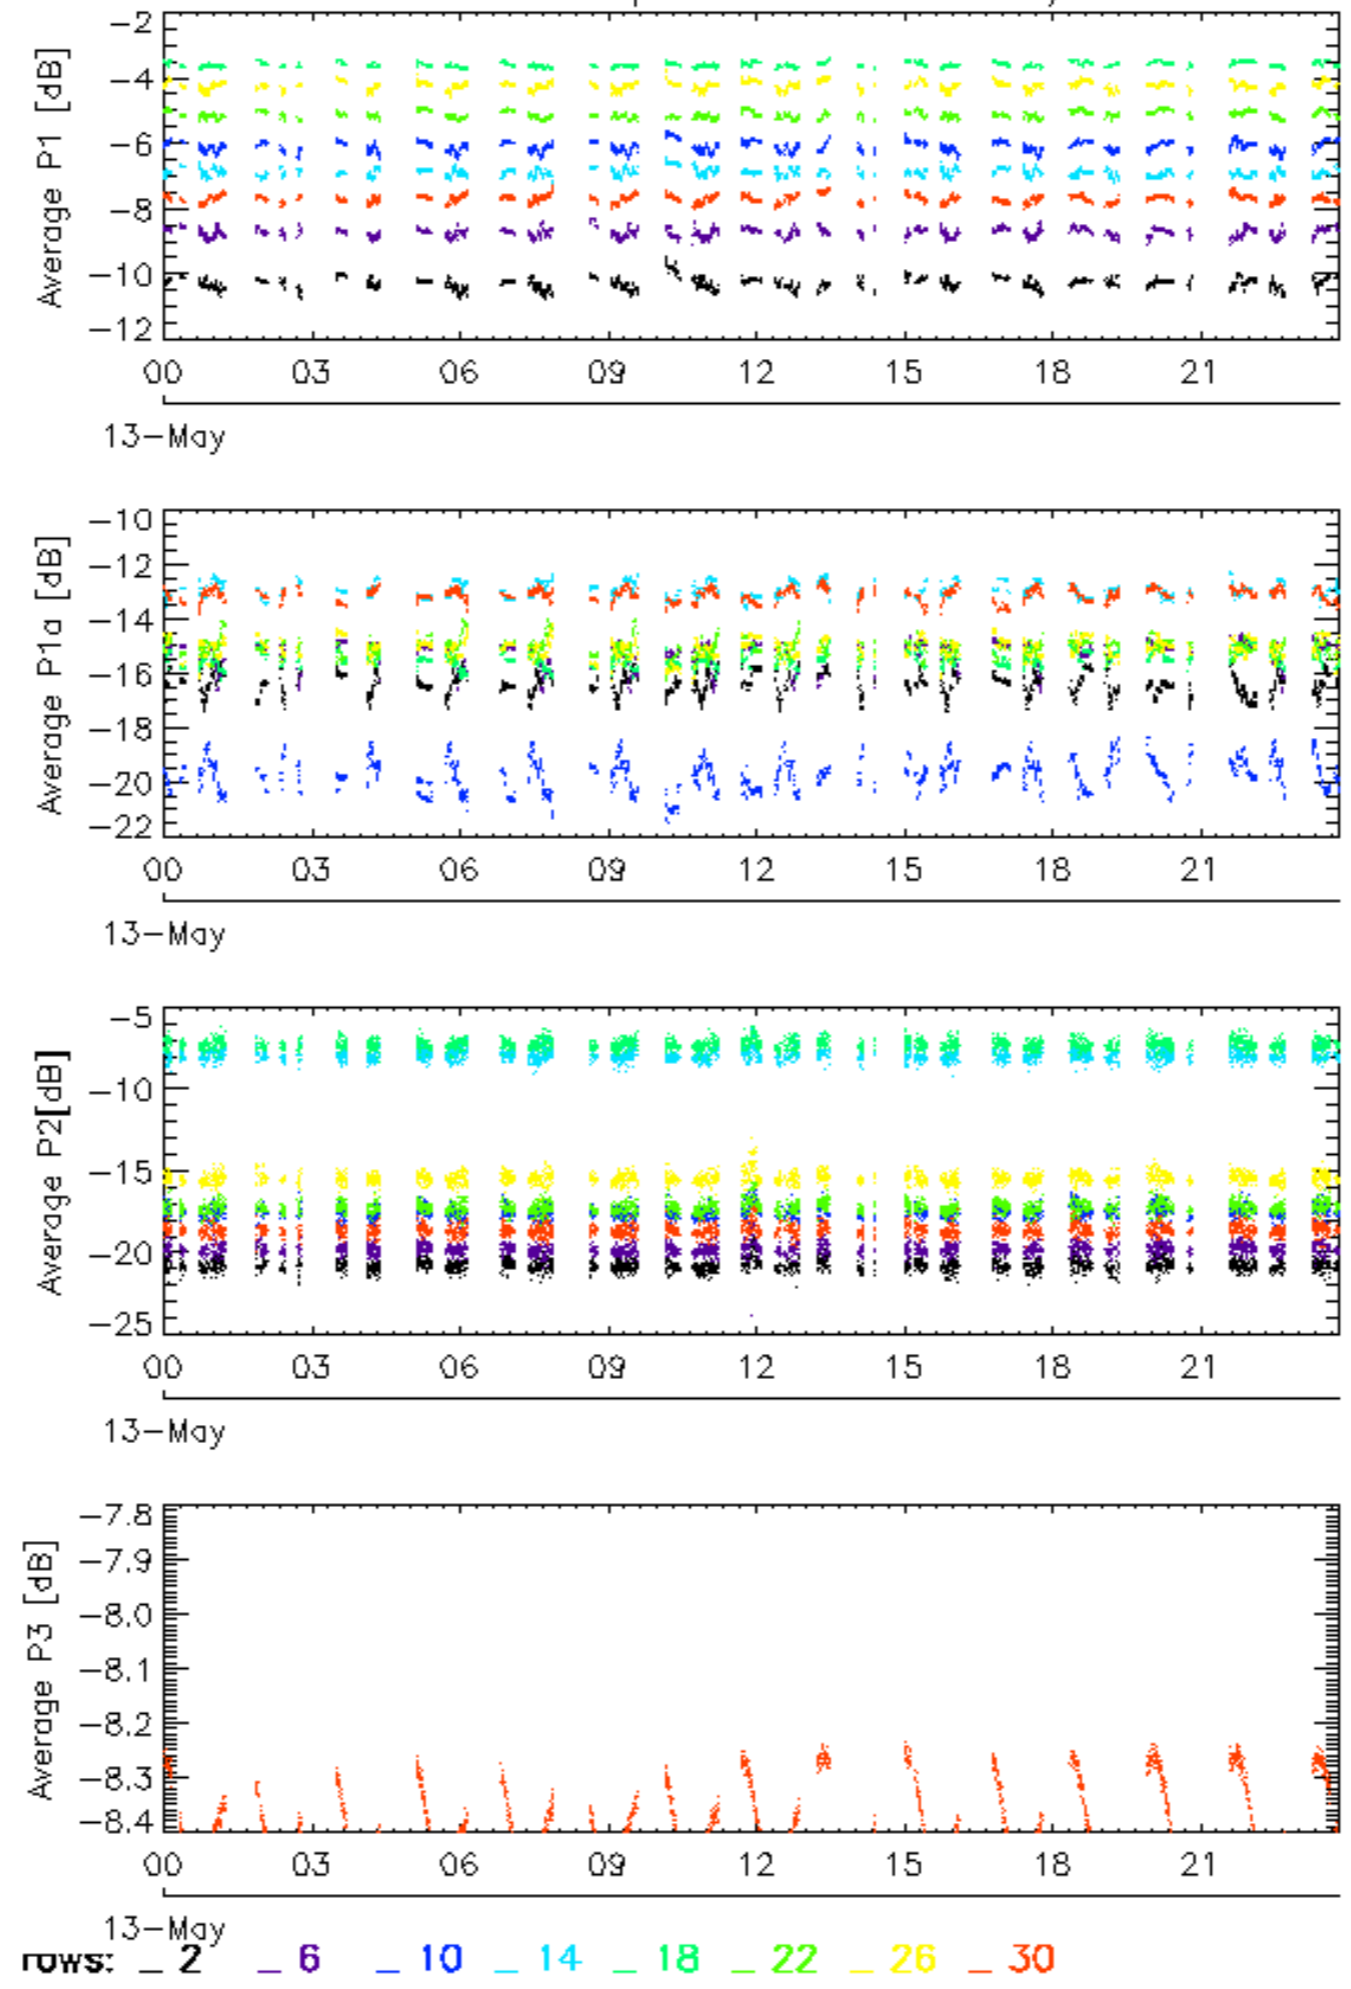 Average P1 [dB]
−2
−4
−6
−8
−10
−12
00 03 06 09 12 15 18 21
13−May
Average P1a [dB]
−10
−12
−14
−16
−18
−20
−22
00 03 06 09 12 15 18 21
13−May
Average P2[dB]
−5
−10
−15
−20
−25
00 03 06 09 12 15 18 21
13−May
Average P3 [dB]
−7.8
−7.9
−8.0
−8.1
−8.2
−8.3
−8.4
00 03 06 09 12 15 18 21
13−May
rows: _ 2 _ 6 _ 10 _ 14 _ 18 _ 22 _ 26 _ 30